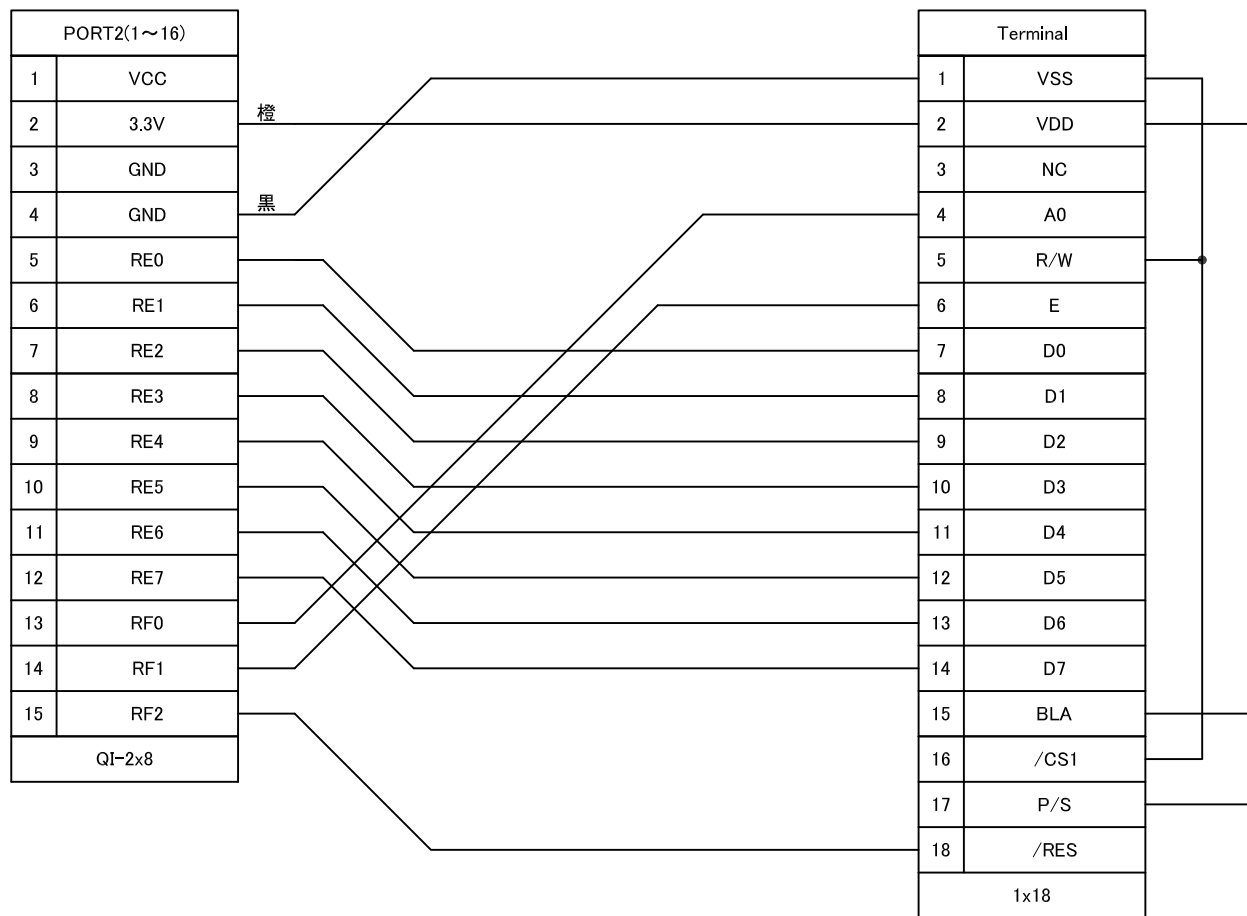 PORT2(1～16)
1 VCC
2 3.3V 橙
3 GND
4 GND 黒
5 RE0
6 RE1
7 RE2
8 RE3
9 RE4
10 RE5
11 RE6
12 RE7
13 RF0
14 RF1
15 RF2
QI-2x8
Terminal
1 VSS
2 VDD
3 NC
4 A0
5 R/W
6 E
7 D0
8 D1
9 D2
10 D3
11 D4
12 D5
13 D6
14 D7
15 BLA
16 /CS1
17 P/S
18 /RES
1x18